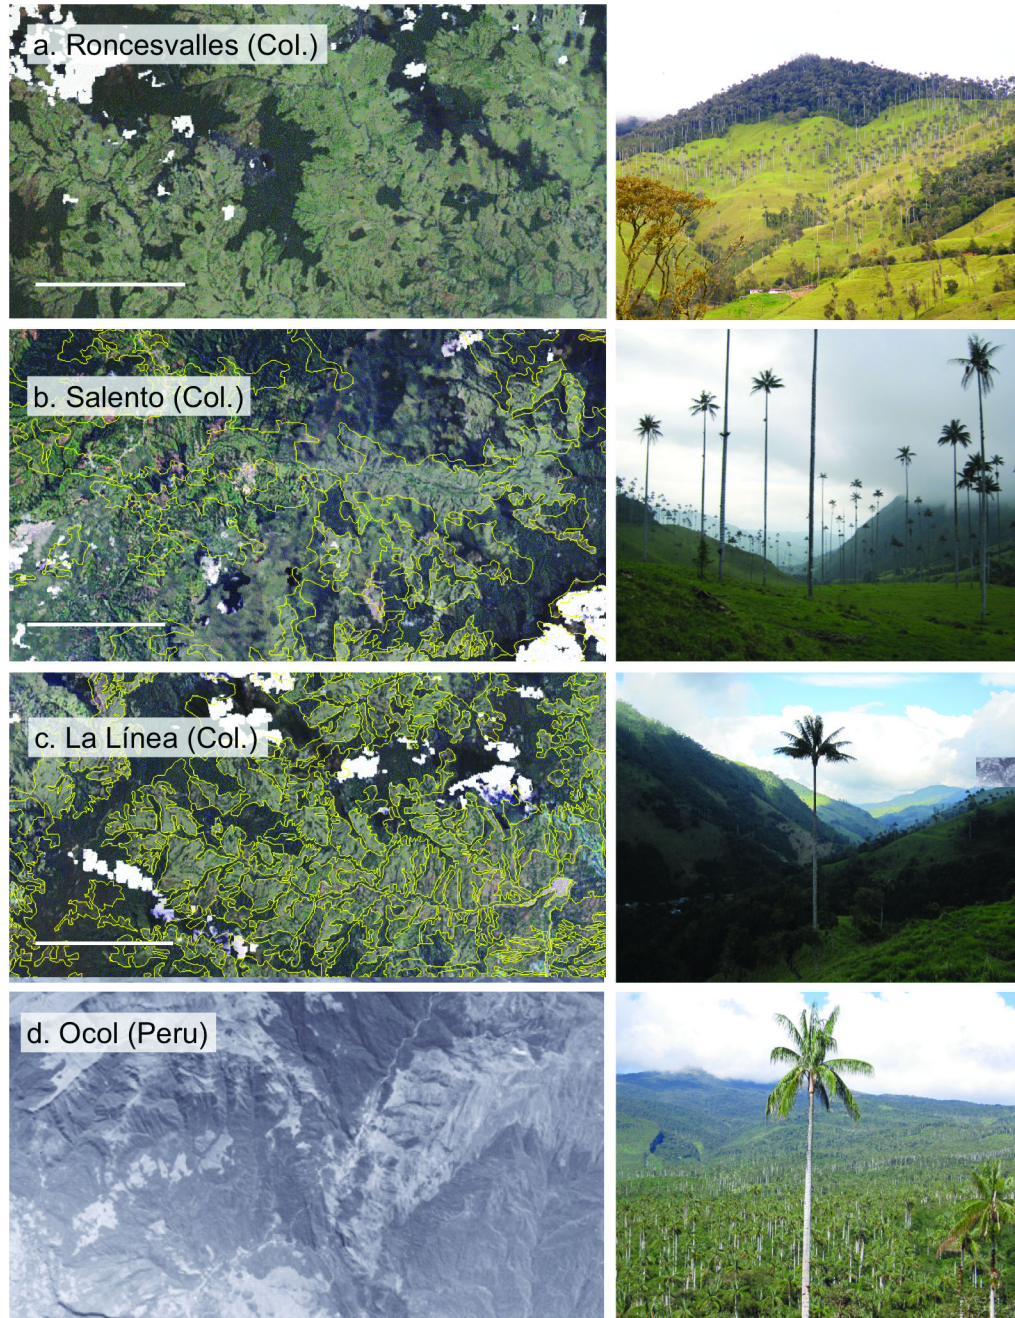 a. Roncesvalles (Col.)
b. Salento (Col.)
c. La Línea (Col.)
d. Ocol (Peru)